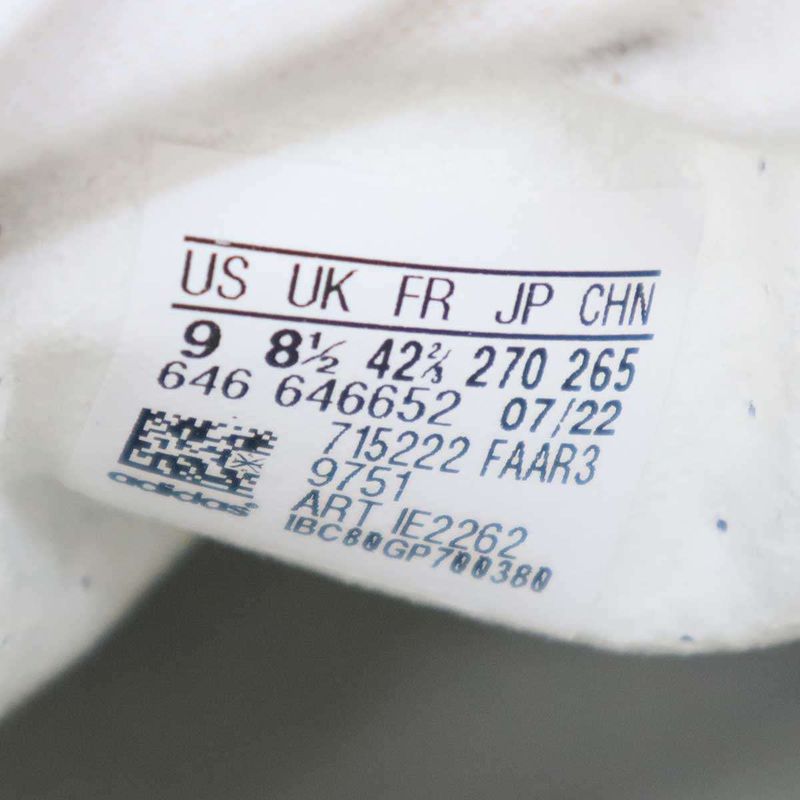 US UK FR JP CHN
9 8½ 42⅔ 270 265
646 646652 07/22
715222 FAAR3
9751
adidas
ART IE2262
IBC80GP700380